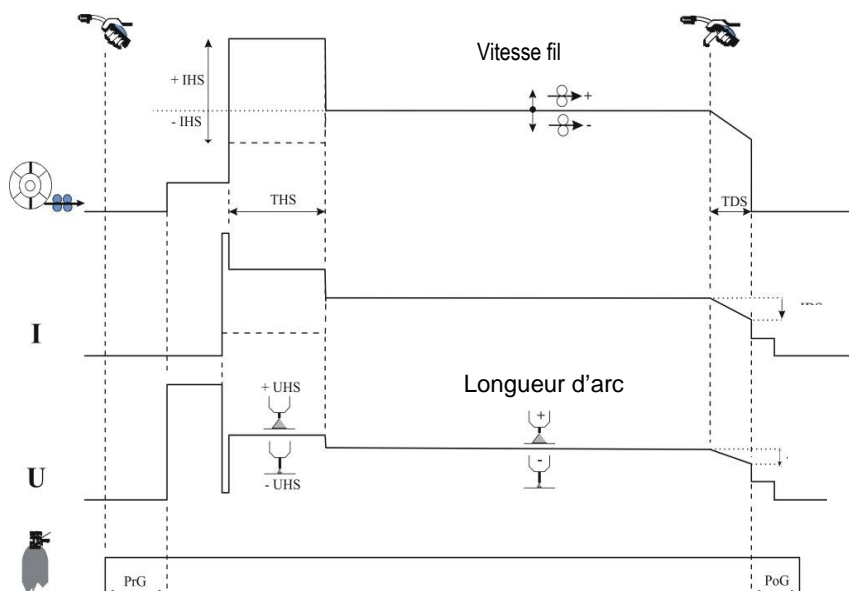 Vitesse fil
+ IHS
- IHS
+
-
THS
TDS
I
+ UHS
Longueur d’arc
+
-
- UHS
U
PrG
PoG